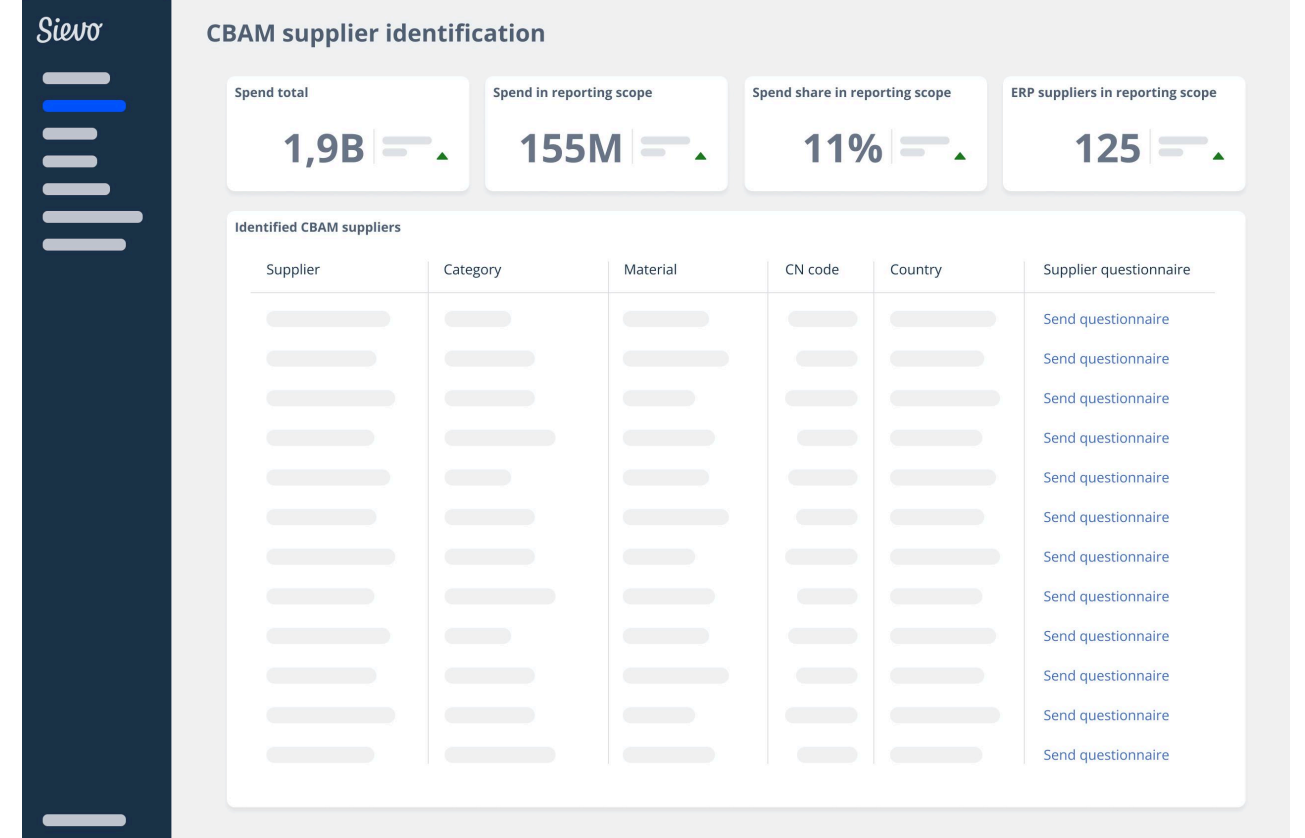 Sievo
CBAM supplier identification
Spend total
1,9B
Spend in reporting scope
155M
Spend share in reporting scope
11%
ERP suppliers in reporting scope
125
Identified CBAM suppliers
Supplier Category Material CN code Country Supplier questionnaire
Send questionnaire
Send questionnaire
Send questionnaire
Send questionnaire
Send questionnaire
Send questionnaire
Send questionnaire
Send questionnaire
Send questionnaire
Send questionnaire
Send questionnaire
Send questionnaire